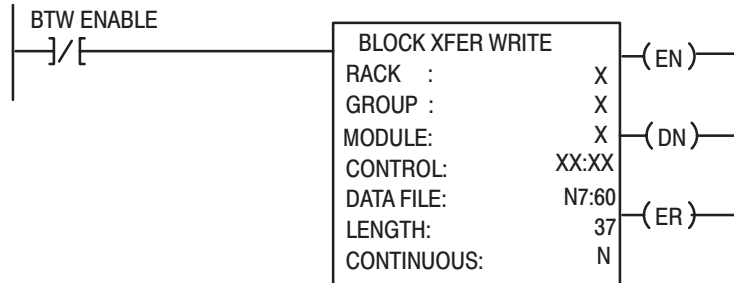 BTW ENABLE
BLOCK XFER WRITE
EN
RACK : X
GROUP : X
MODULE: X
DN
CONTROL: XX:XX
DATA FILE: N7:60
ER
LENGTH: 37
CONTINUOUS: N